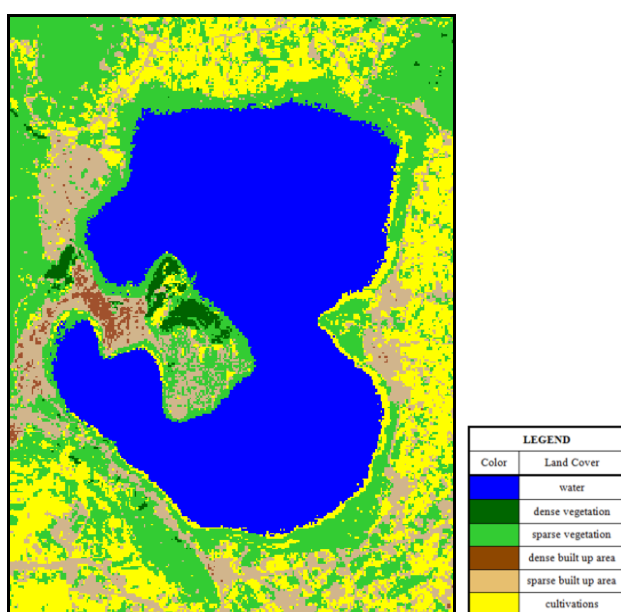 LEGEND
Color Land Cover
water
dense vegetation
sparse vegetation
dense built up area
sparse built up area
cultivations